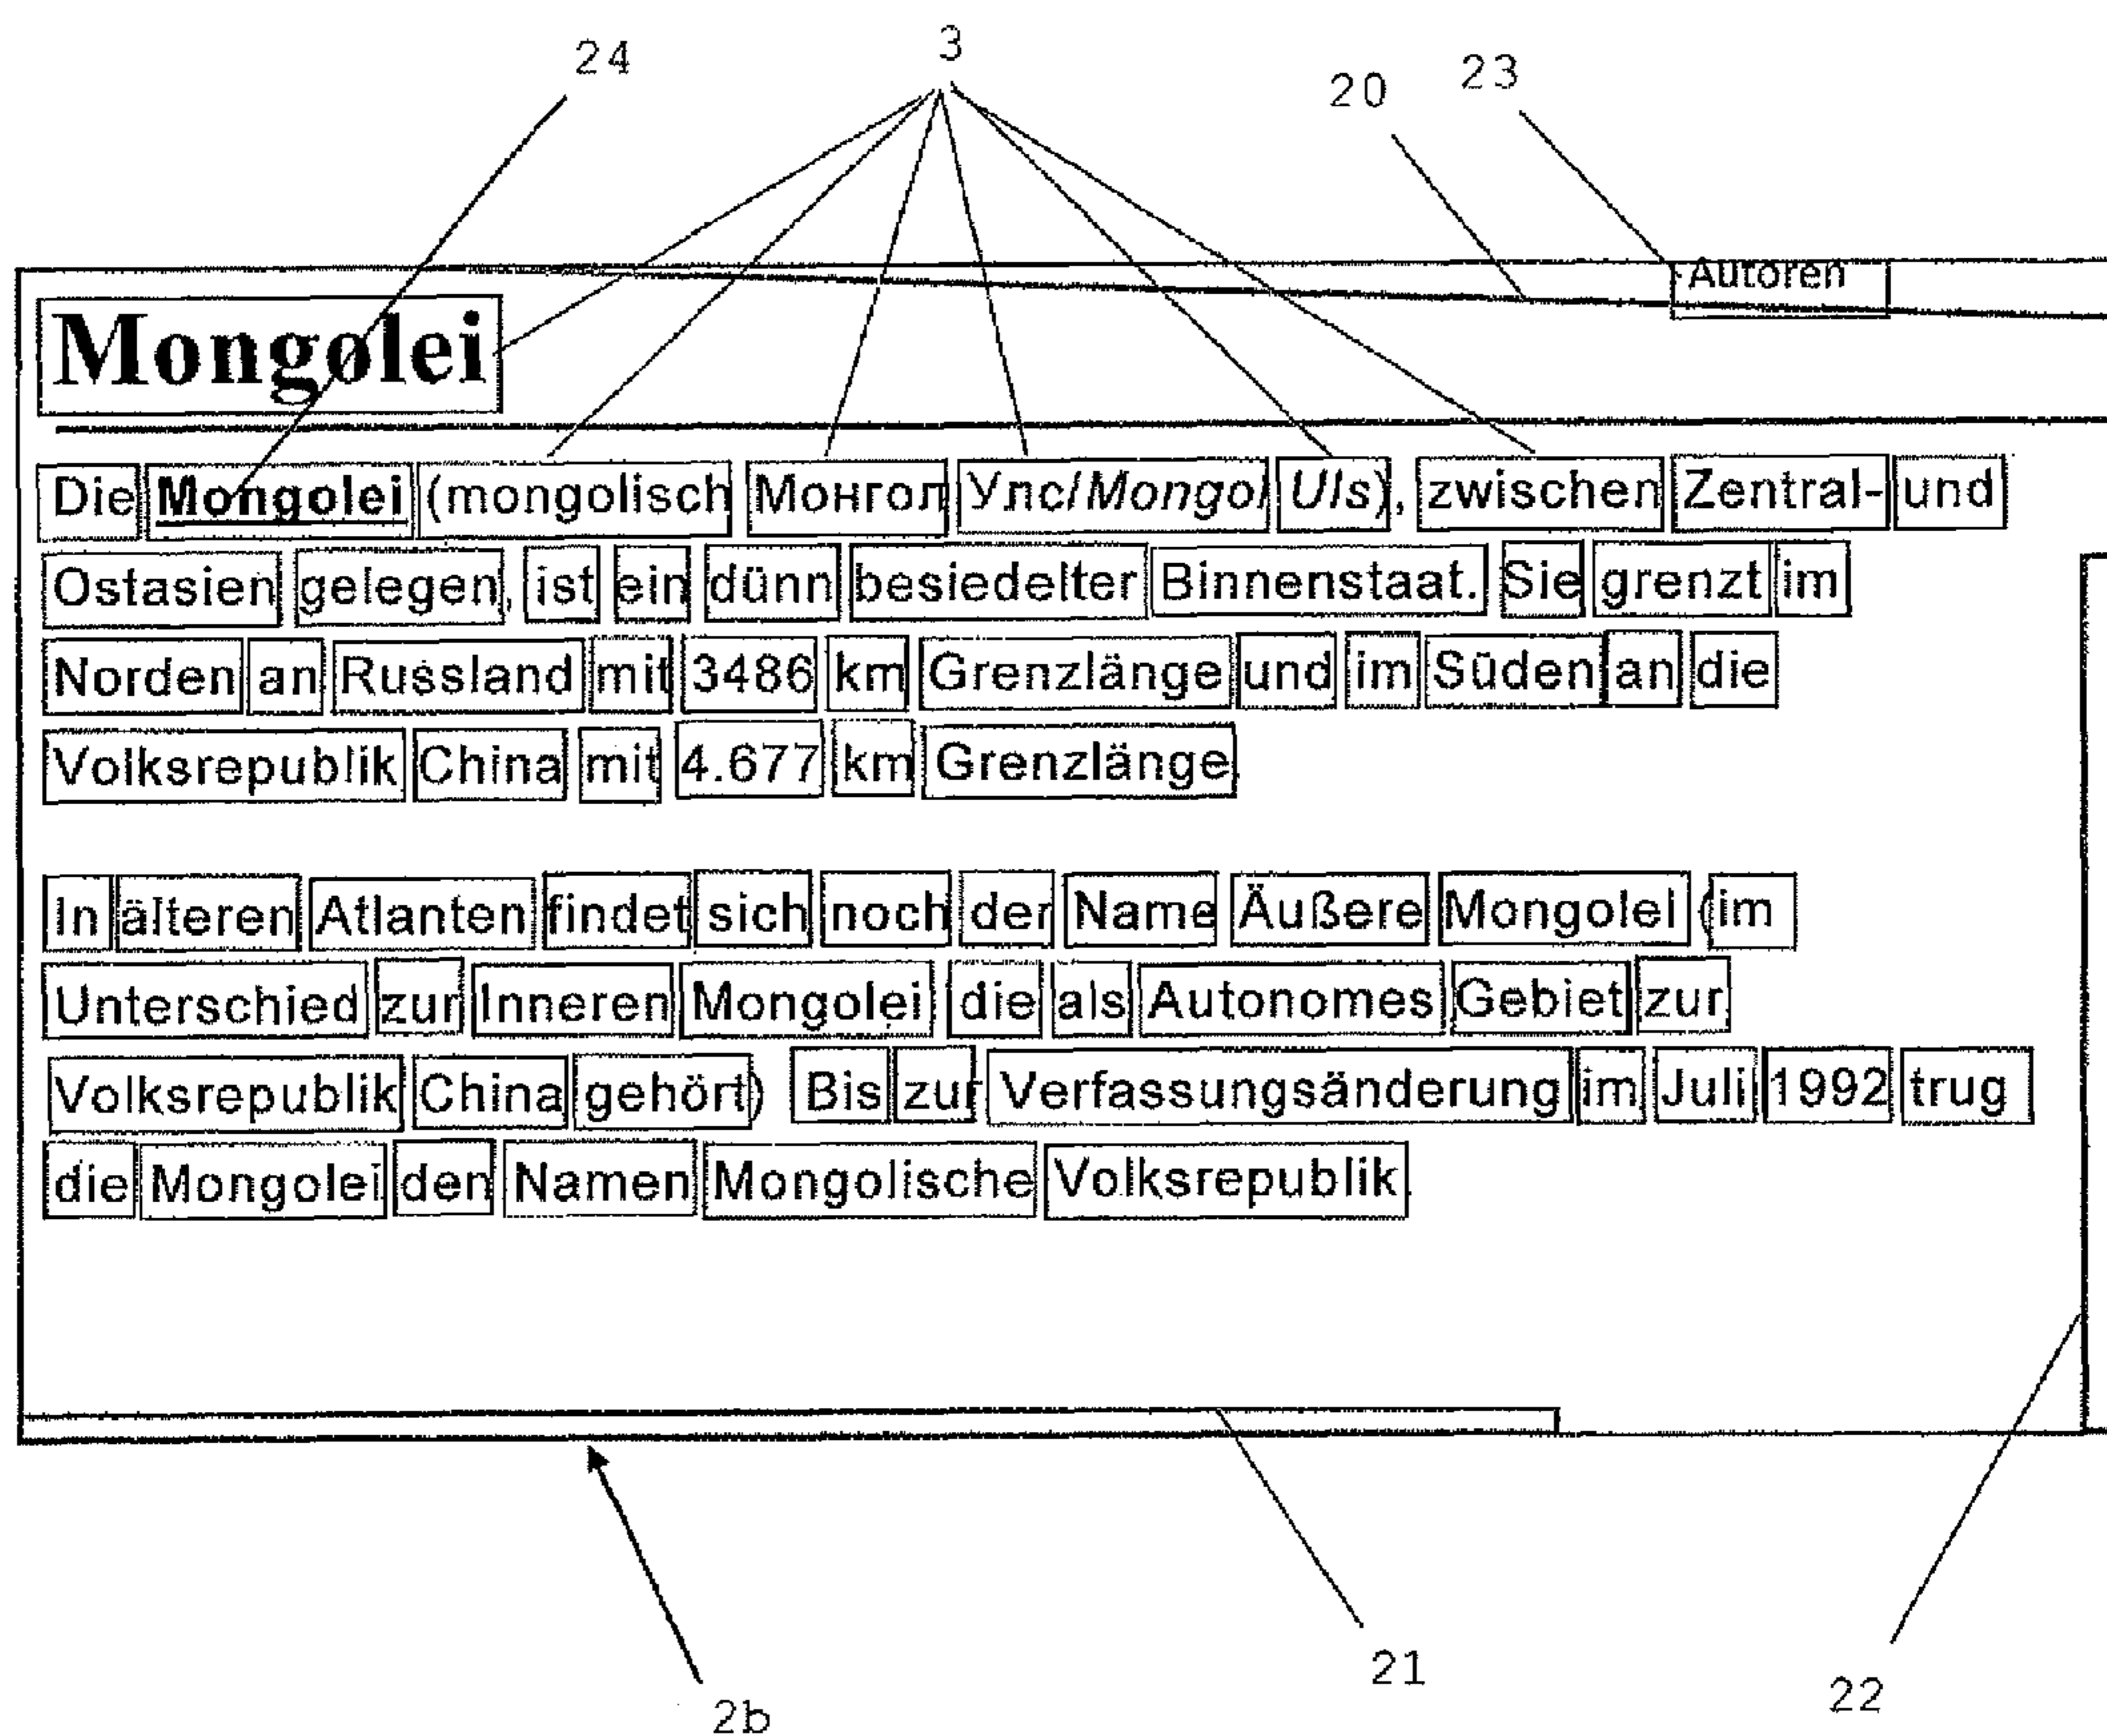 24 3 20 23
Autoren
Mongolei
Die Mongolei (mongolisch Монгол Улс/Mongol Uls), zwischen Zentral- und
Ostasien gelegen, ist ein dünn besiedelter Binnenstaat. Sie grenzt im
Norden an Russland mit 3486 km Grenzlänge und im Süden an die
Volksrepublik China mit 4.677 km Grenzlänge.
In älteren Atlanten findet sich noch der Name Äußere Mongolei (im
Unterschied zur Inneren Mongolei die als Autonomes Gebiet zur
Volksrepublik China gehört) Bis zur Verfassungsänderung im Juli 1992 trug
die Mongolei den Namen Mongolische Volksrepublik.
21
22
2b